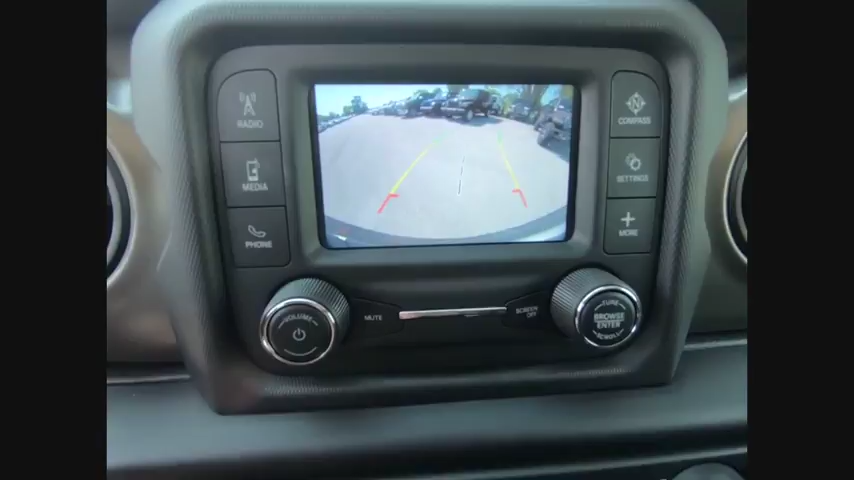 RADIO
MEDIA
PHONE
N
COMPASS
SETTINGS
MORE
VOLUME
MUTE
SCREEN
OFF
TUNE
BROWSE
ENTER
SCROLL